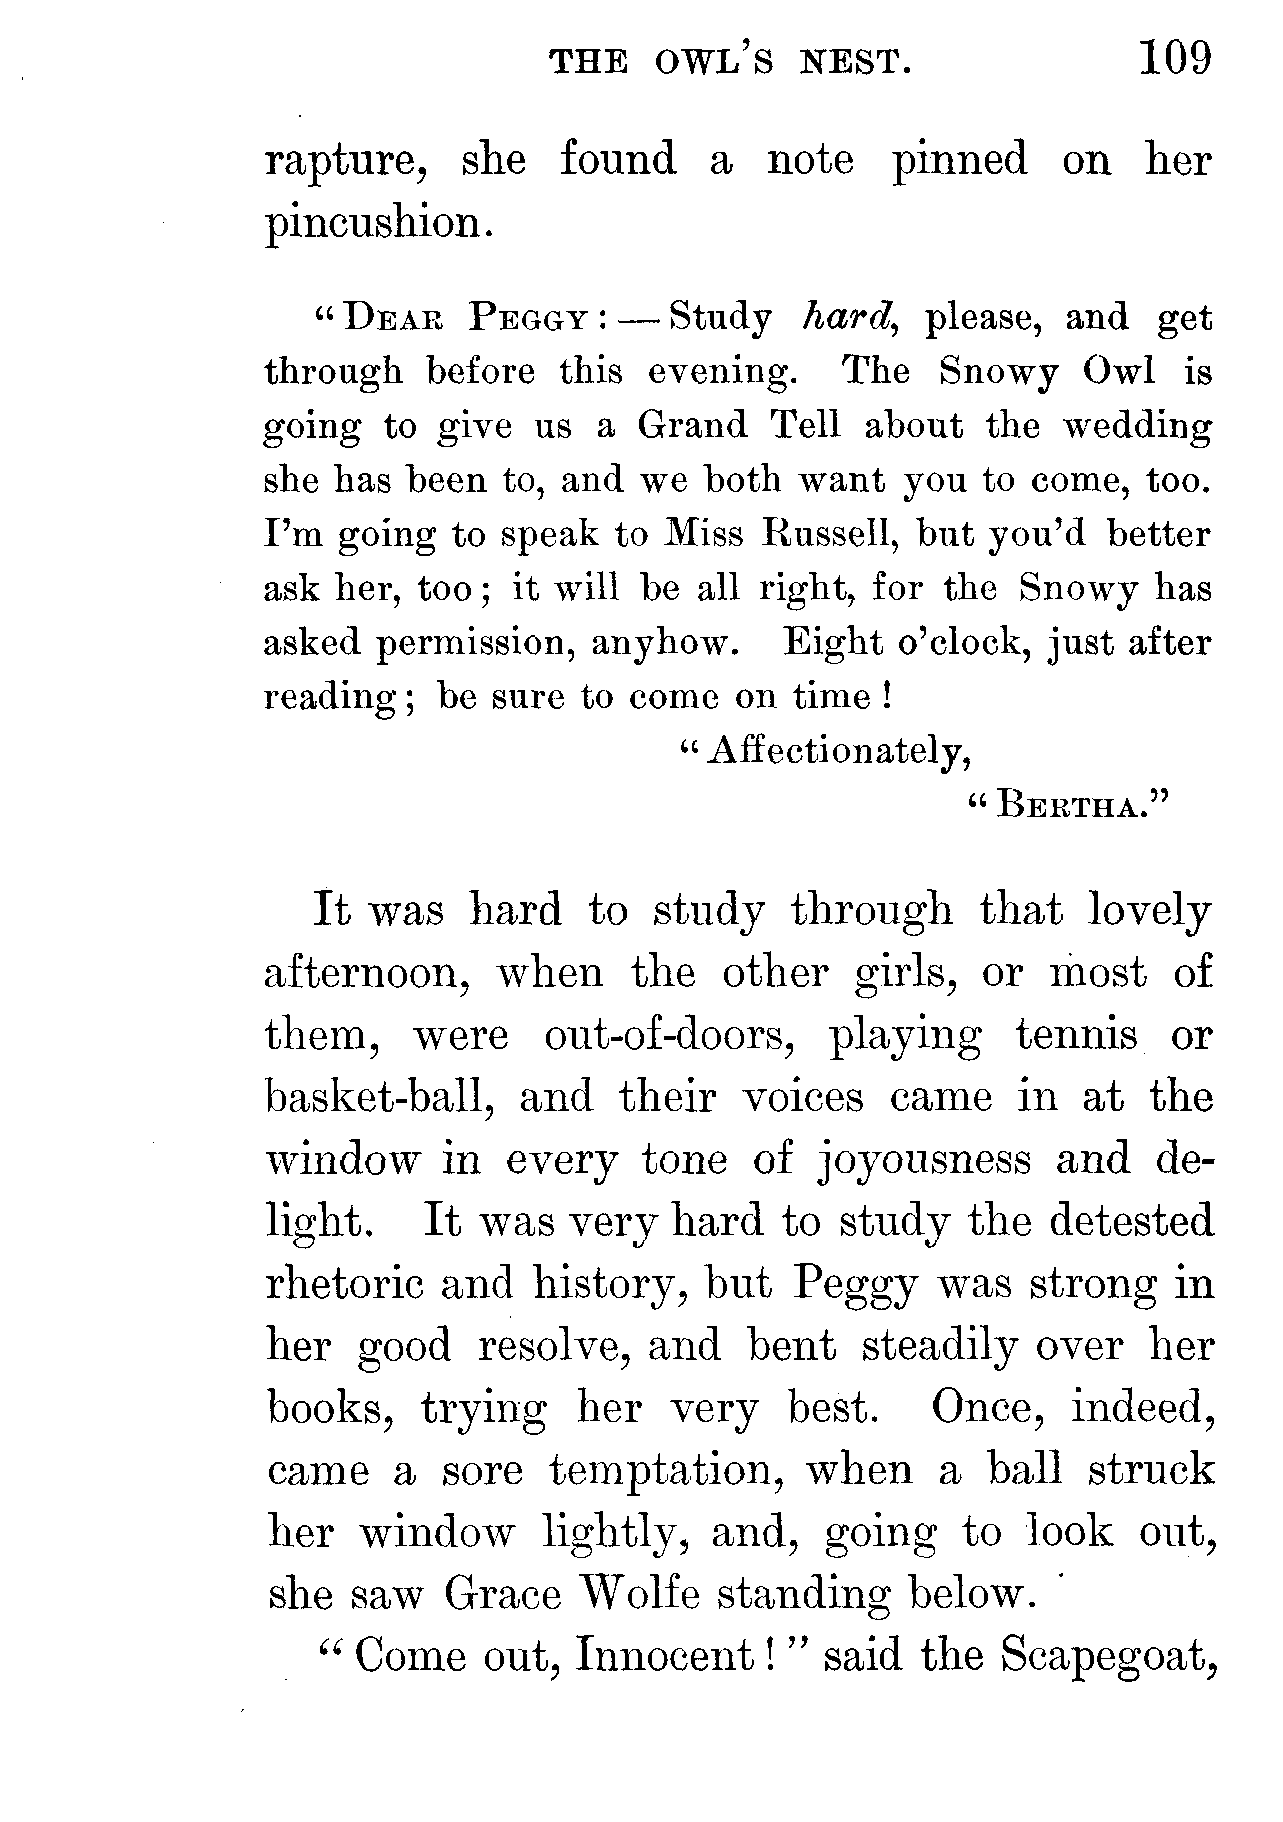 THE OWL'S NEST. 109
rapture, she found a note pinned on her
pincushion.
"DEAR PEGGY: — Study hard, please, and get
through before this evening. The Snowy Owl is
going to give us a Grand Tell about the wedding
she has been to, and we both want you to come, too.
I'm going to speak to Miss Russell, but you'd better
ask her, too; it will be all right, for the Snowy has
asked permission, anyhow. Eight o'clock, just after
reading; be sure to come on time!
"Affectionately,
"BERTHA."
It was hard to study through that lovely
afternoon, when the other girls, or most of
them, were out-of-doors, playing tennis or
basket-ball, and their voices came in at the
window in every tone of joyousness and de-
light. It was very hard to study the detested
rhetoric and history, but Peggy was strong in
her good resolve, and bent steadily over her
books, trying her very best. Once, indeed,
came a sore temptation, when a ball struck
her window lightly, and, going to look out,
she saw Grace Wolfe standing below.
"Come out, Innocent!" said the Scapegoat,